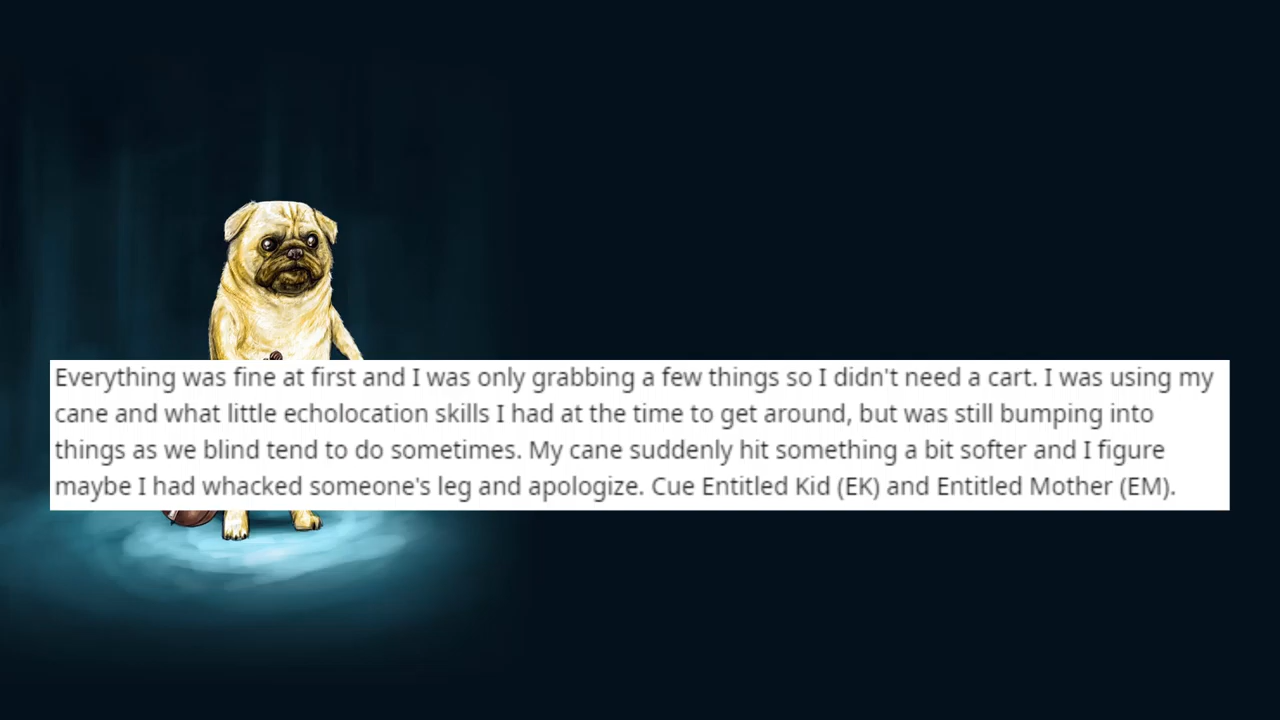 Everything was fine at first and I was only grabbing a few things so I didn't need a cart. I was using my
cane and what little echolocation skills I had at the time to get around, but was still bumping into
things as we blind tend to do sometimes. My cane suddenly hit something a bit softer and I figure
maybe I had whacked someone's leg and apologize. Cue Entitled Kid (EK) and Entitled Mother (EM).